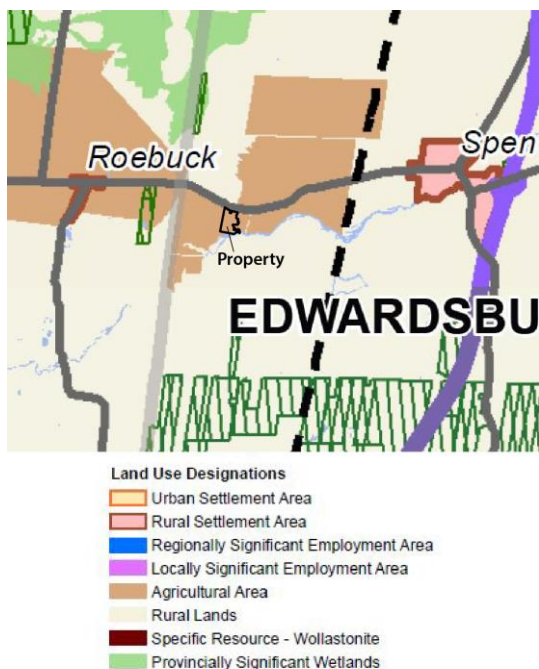 Roebuck
Spen
Property
EDWARDSBU
Land Use Designations
Urban Settlement Area
Rural Settlement Area
Regionally Significant Employment Area
Locally Significant Employment Area
Agricultural Area
Rural Lands
Specific Resource - Wollastonite
Provincially Significant Wetlands